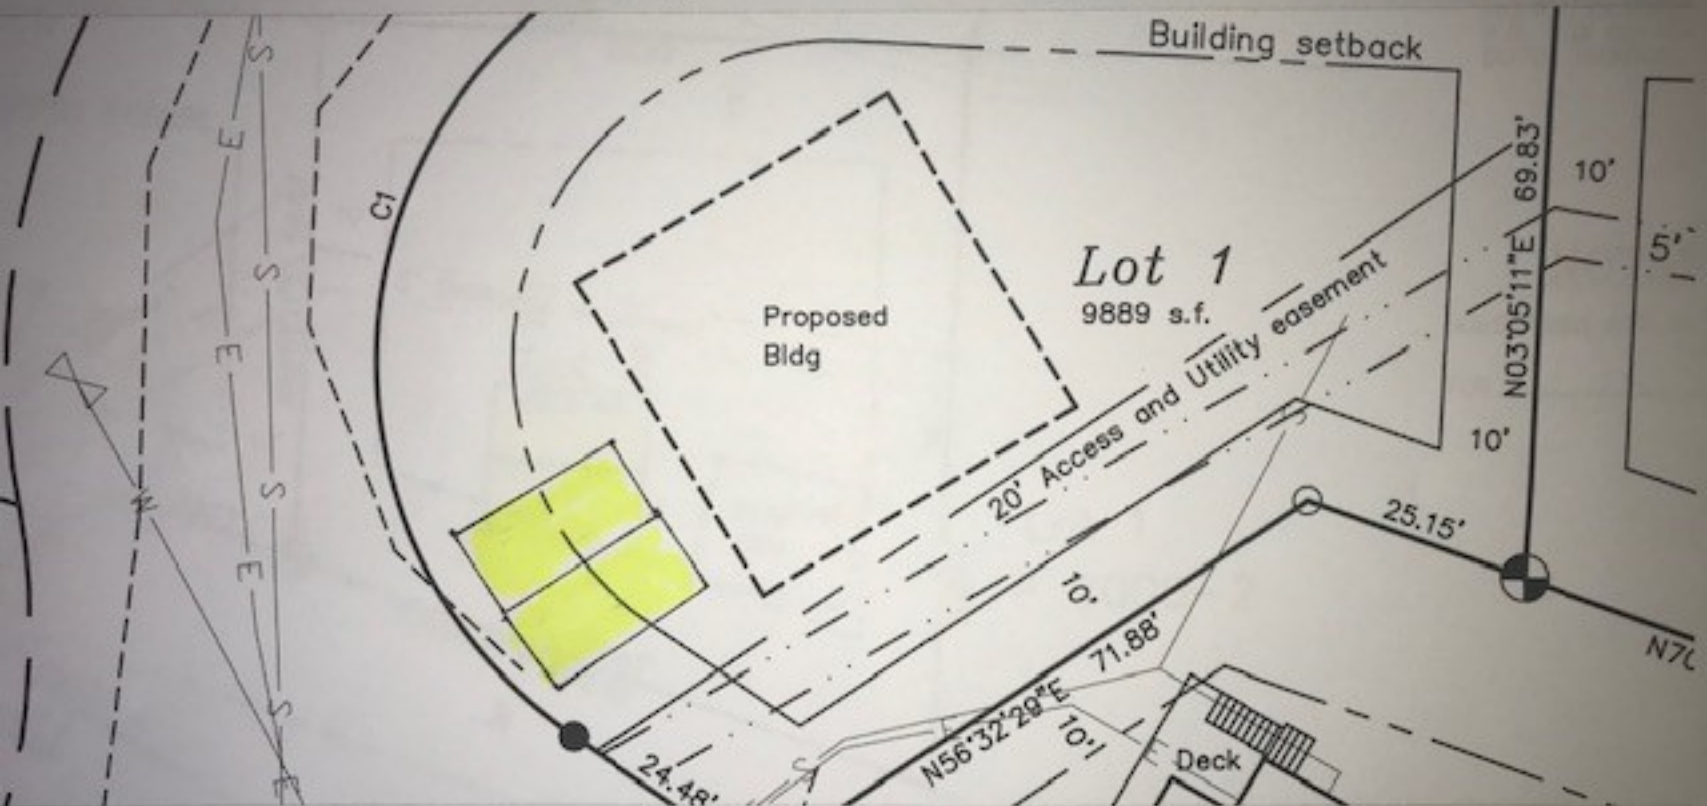 Building setback
C1
Lot 1
9889 s.f.
Proposed
Bldg
20' Access and Utility easement
N03°05'11"E 69.83'
10'
5'
10'
25.15'
10'
71.88'
N56°32'29"E
10'
24.48'
Deck
N70
S
E
S
E
S
W
E
S
E
S